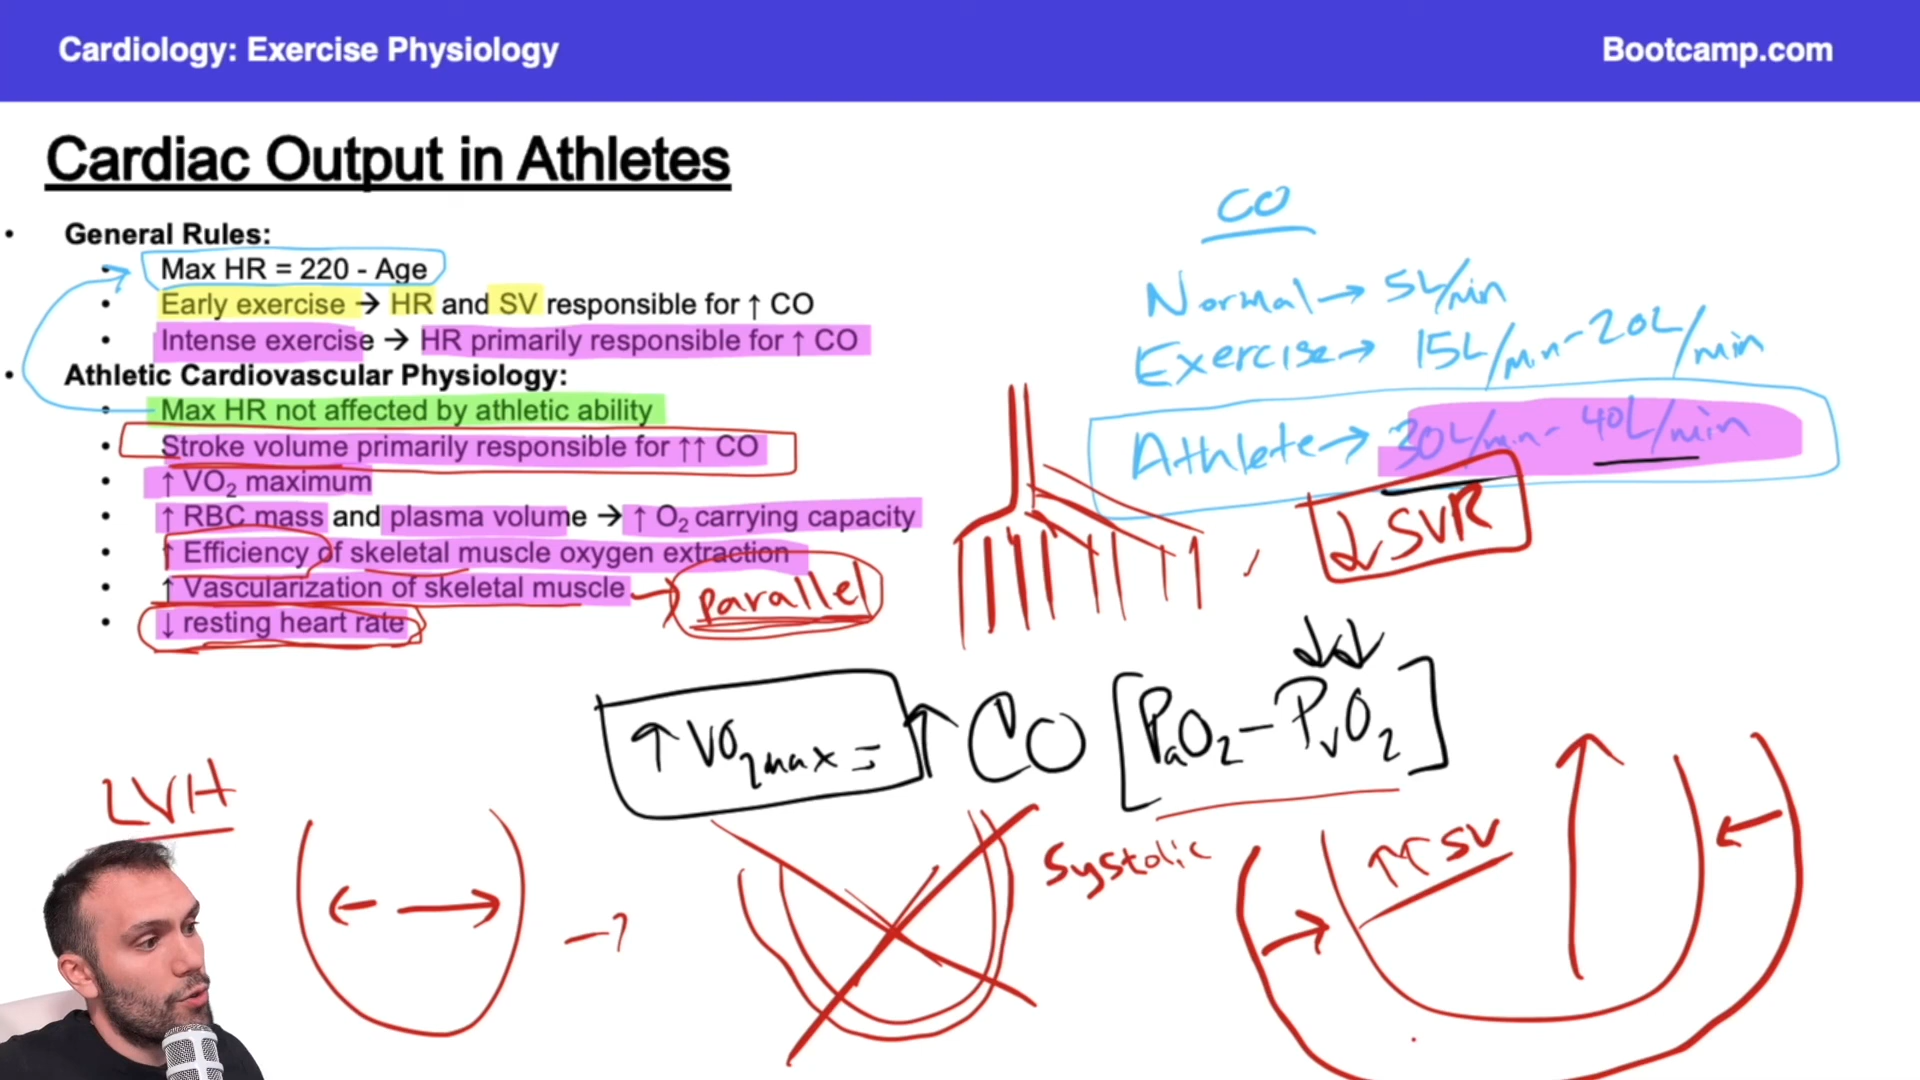 Cardiology: Exercise Physiology
Bootcamp.com
Cardiac Output in Athletes
• General Rules:
• Max HR = 220 - Age
• Early exercise → HR and SV responsible for ↑ CO
• Intense exercise → HR primarily responsible for ↑ CO
• Athletic Cardiovascular Physiology:
• Max HR not affected by athletic ability
• Stroke volume primarily responsible for ↑↑ CO
• ↑ VO₂ maximum
• ↑ RBC mass and plasma volume → ↑ O₂ carrying capacity
• ↑ Efficiency of skeletal muscle oxygen extraction
• ↑ Vascularization of skeletal muscle → parallel
• ↓ resting heart rate
CO
Normal → 5L/min
Exercise → 15L/min - 20L/min
Athlete → 30L/min - 40L/min
↓ SVR
↑ VO₂max = ↑ CO [PaO₂ - PvO₂]
LVH
Systolic
↑↑ SV